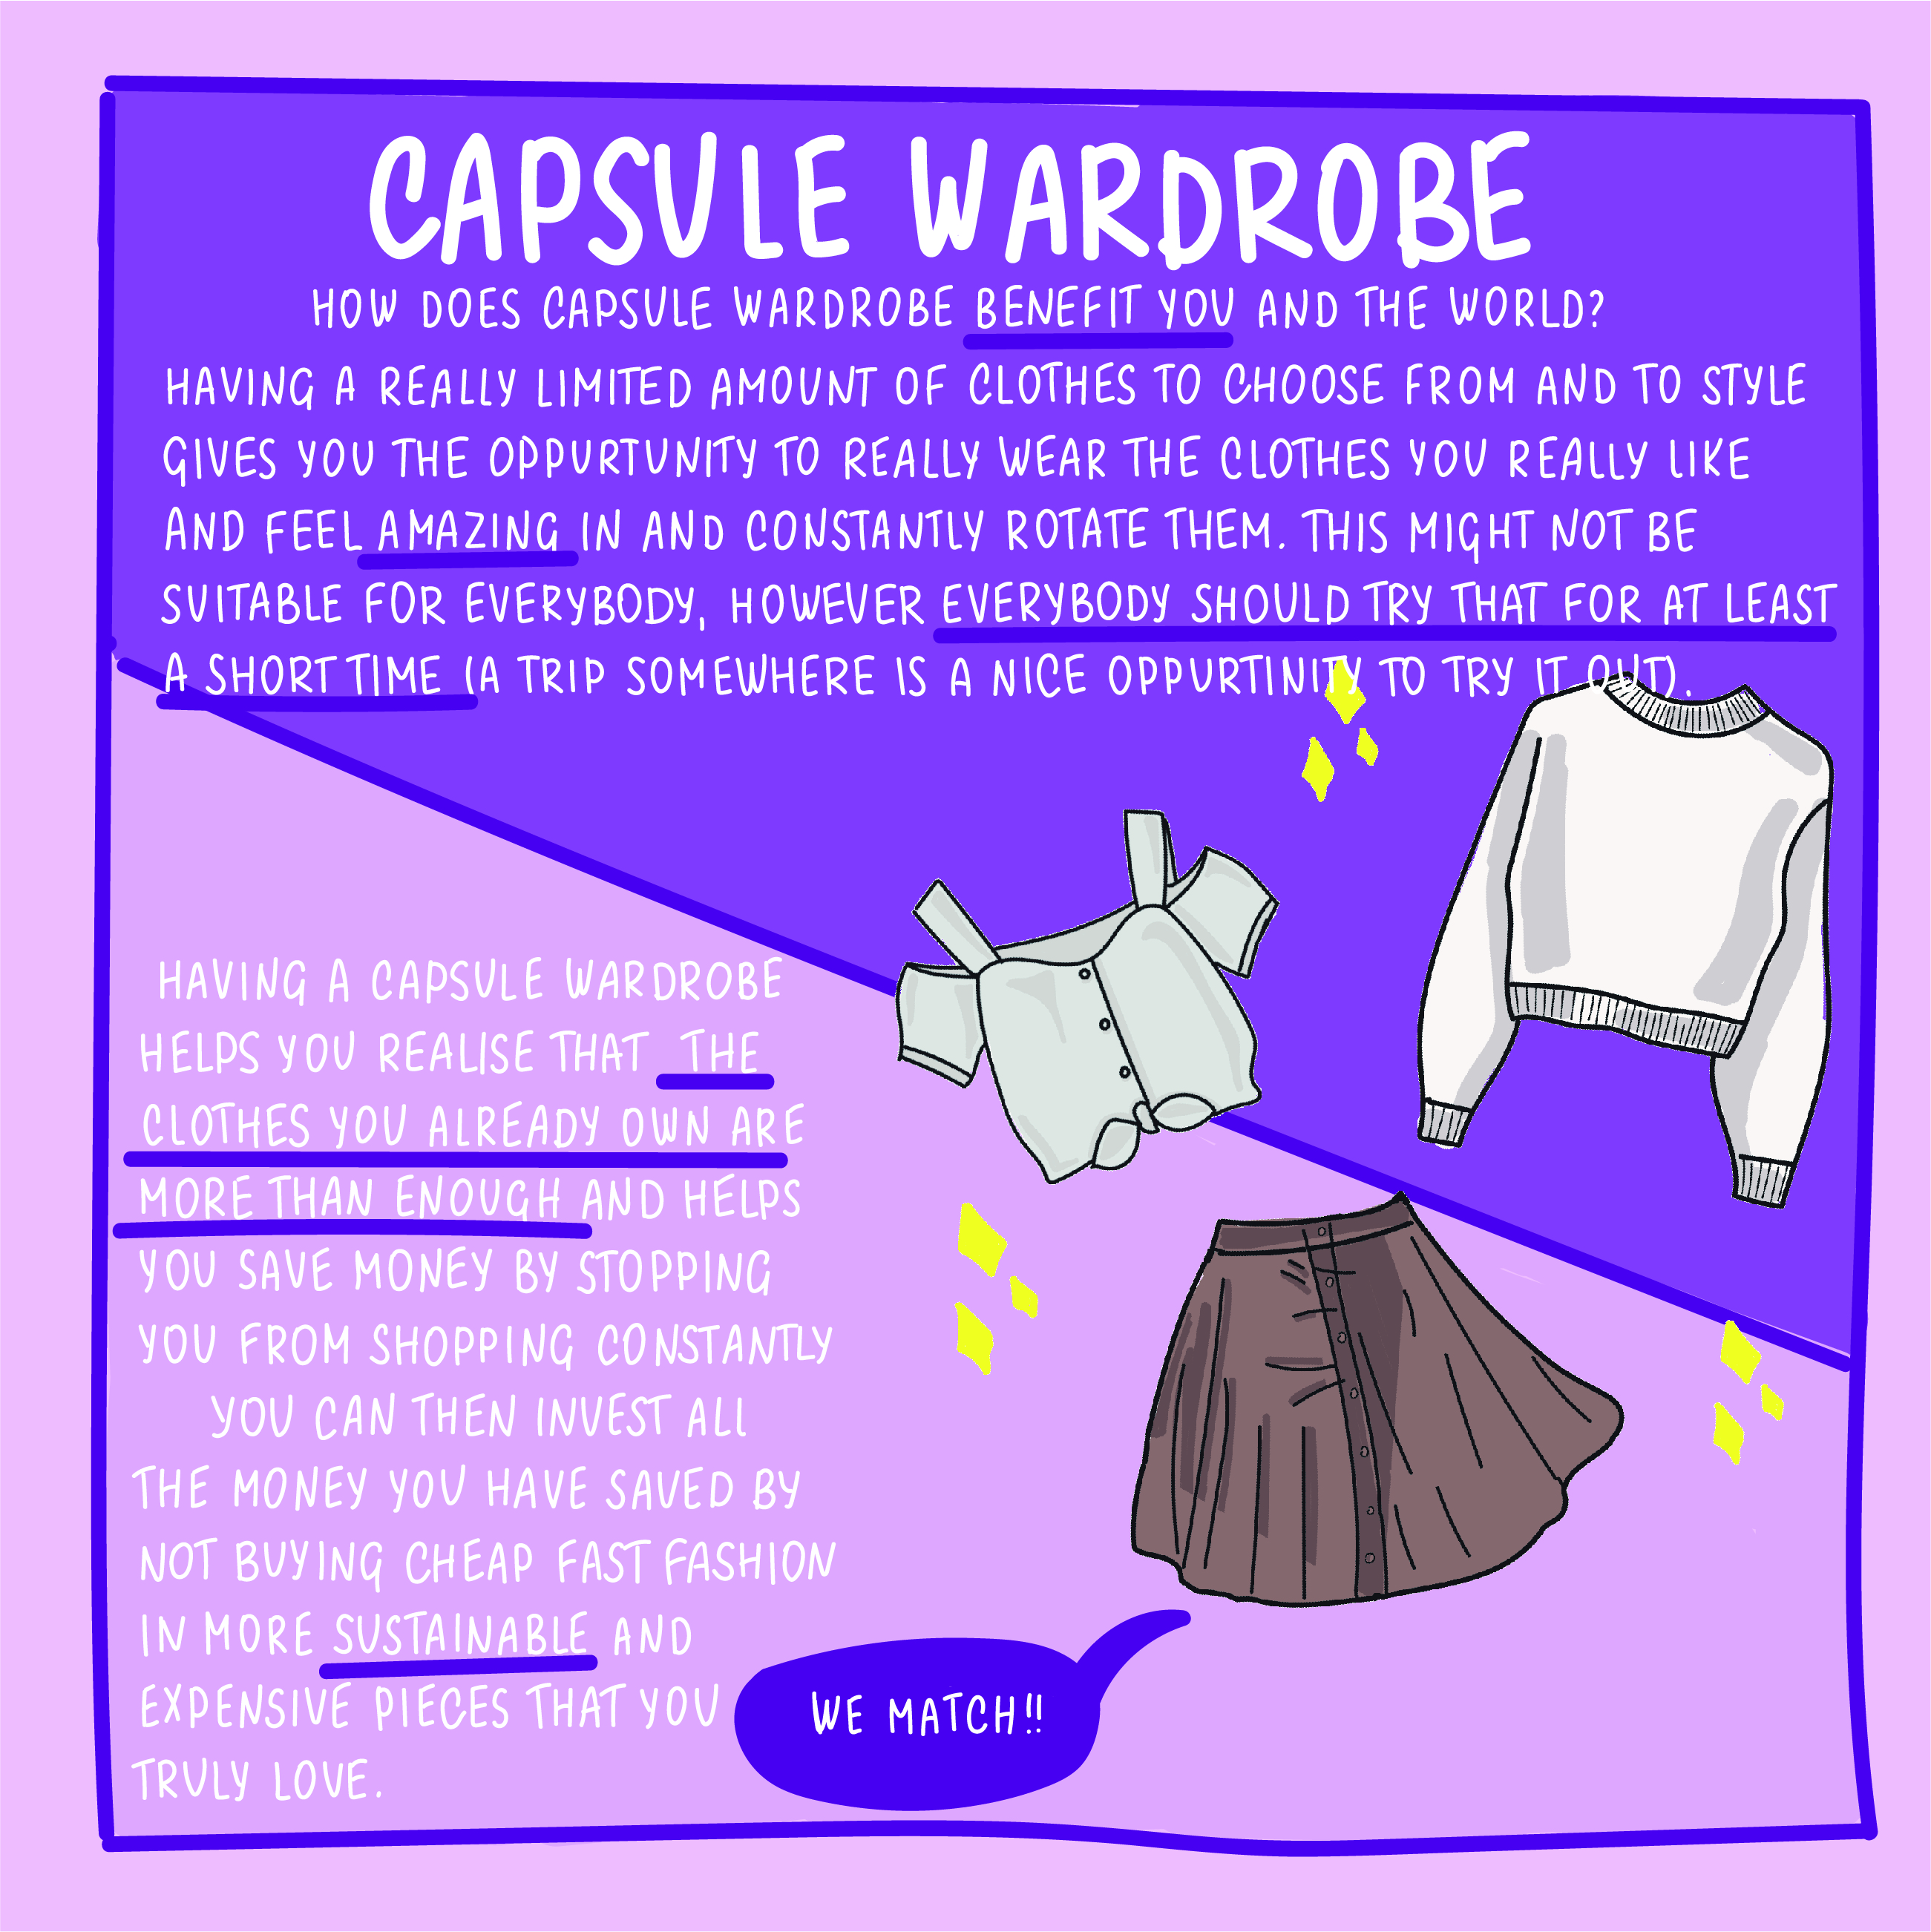 CAPSULE WARDROBE
HOW DOES CAPSULE WARDROBE BENEFIT YOU AND THE WORLD?
HAVING A REALLY LIMITED AMOUNT OF CLOTHES TO CHOOSE FROM AND TO STYLE
GIVES YOU THE OPPURTUNITY TO REALLY WEAR THE CLOTHES YOU REALLY LIKE
AND FEEL AMAZING IN AND CONSTANTLY ROTATE THEM. THIS MIGHT NOT BE
SUITABLE FOR EVERYBODY, HOWEVER EVERYBODY SHOULD TRY THAT FOR AT LEAST
A SHORT TIME (A TRIP SOMEWHERE IS A NICE OPPURTINITY TO TRY IT OUT).
HAVING A CAPSULE WARDROBE
HELPS YOU REALISE THAT THE
CLOTHES YOU ALREADY OWN ARE
MORE THAN ENOUGH AND HELPS
YOU SAVE MONEY BY STOPPING
YOU FROM SHOPPING CONSTANTLY
YOU CAN THEN INVEST ALL
THE MONEY YOU HAVE SAVED BY
NOT BUYING CHEAP FAST FASHION
IN MORE SUSTAINABLE AND
EXPENSIVE PIECES THAT YOU
TRULY LOVE.
WE MATCH!!